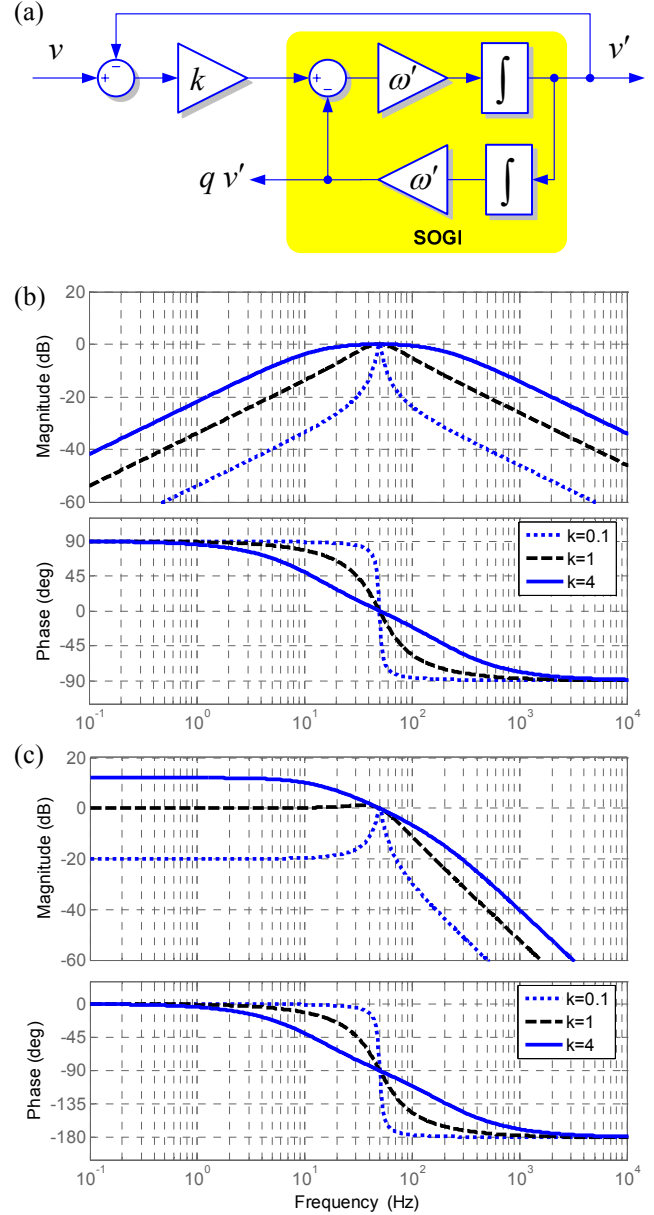 (a)
v
+
−
k
+
−
ω′
∫
v′
q v′
ω′
∫
SOGI
(b)
Magnitude (dB)
20
0
-20
-40
-60
Phase (deg)
90
45
0
-45
-90
k=0.1
k=1
k=4
10⁻¹ 10⁰ 10¹ 10² 10³ 10⁴
(c)
Magnitude (dB)
20
0
-20
-40
-60
Phase (deg)
0
-45
-90
-135
-180
k=0.1
k=1
k=4
10⁻¹ 10⁰ 10¹ 10² 10³ 10⁴
Frequency (Hz)